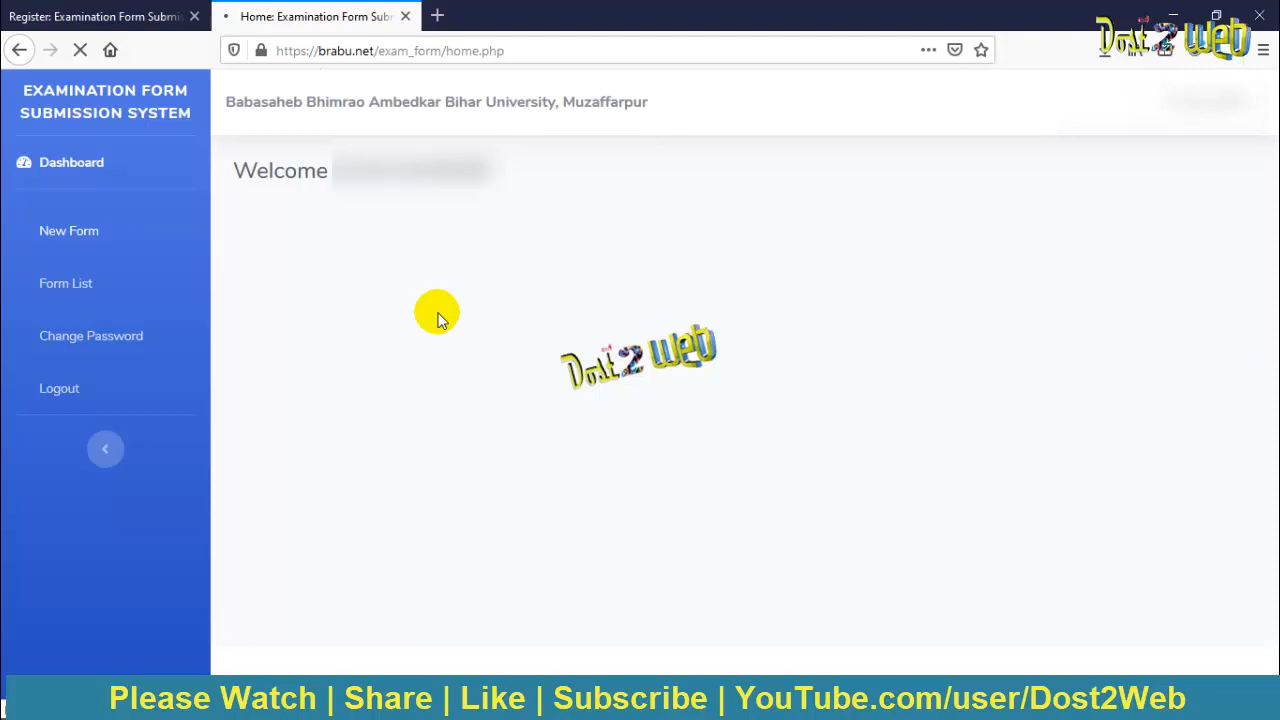 Register: Examination Form Submis
Home: Examination Form Subr
https://brabu.net/exam_form/home.php
Dost2Web
EXAMINATION FORM
SUBMISSION SYSTEM
Babasaheb Bhimrao Ambedkar Bihar University, Muzaffarpur
Dashboard
Welcome
New Form
Form List
Change Password
Logout
Dost2Web
Please Watch | Share | Like | Subscribe | YouTube.com/user/Dost2Web